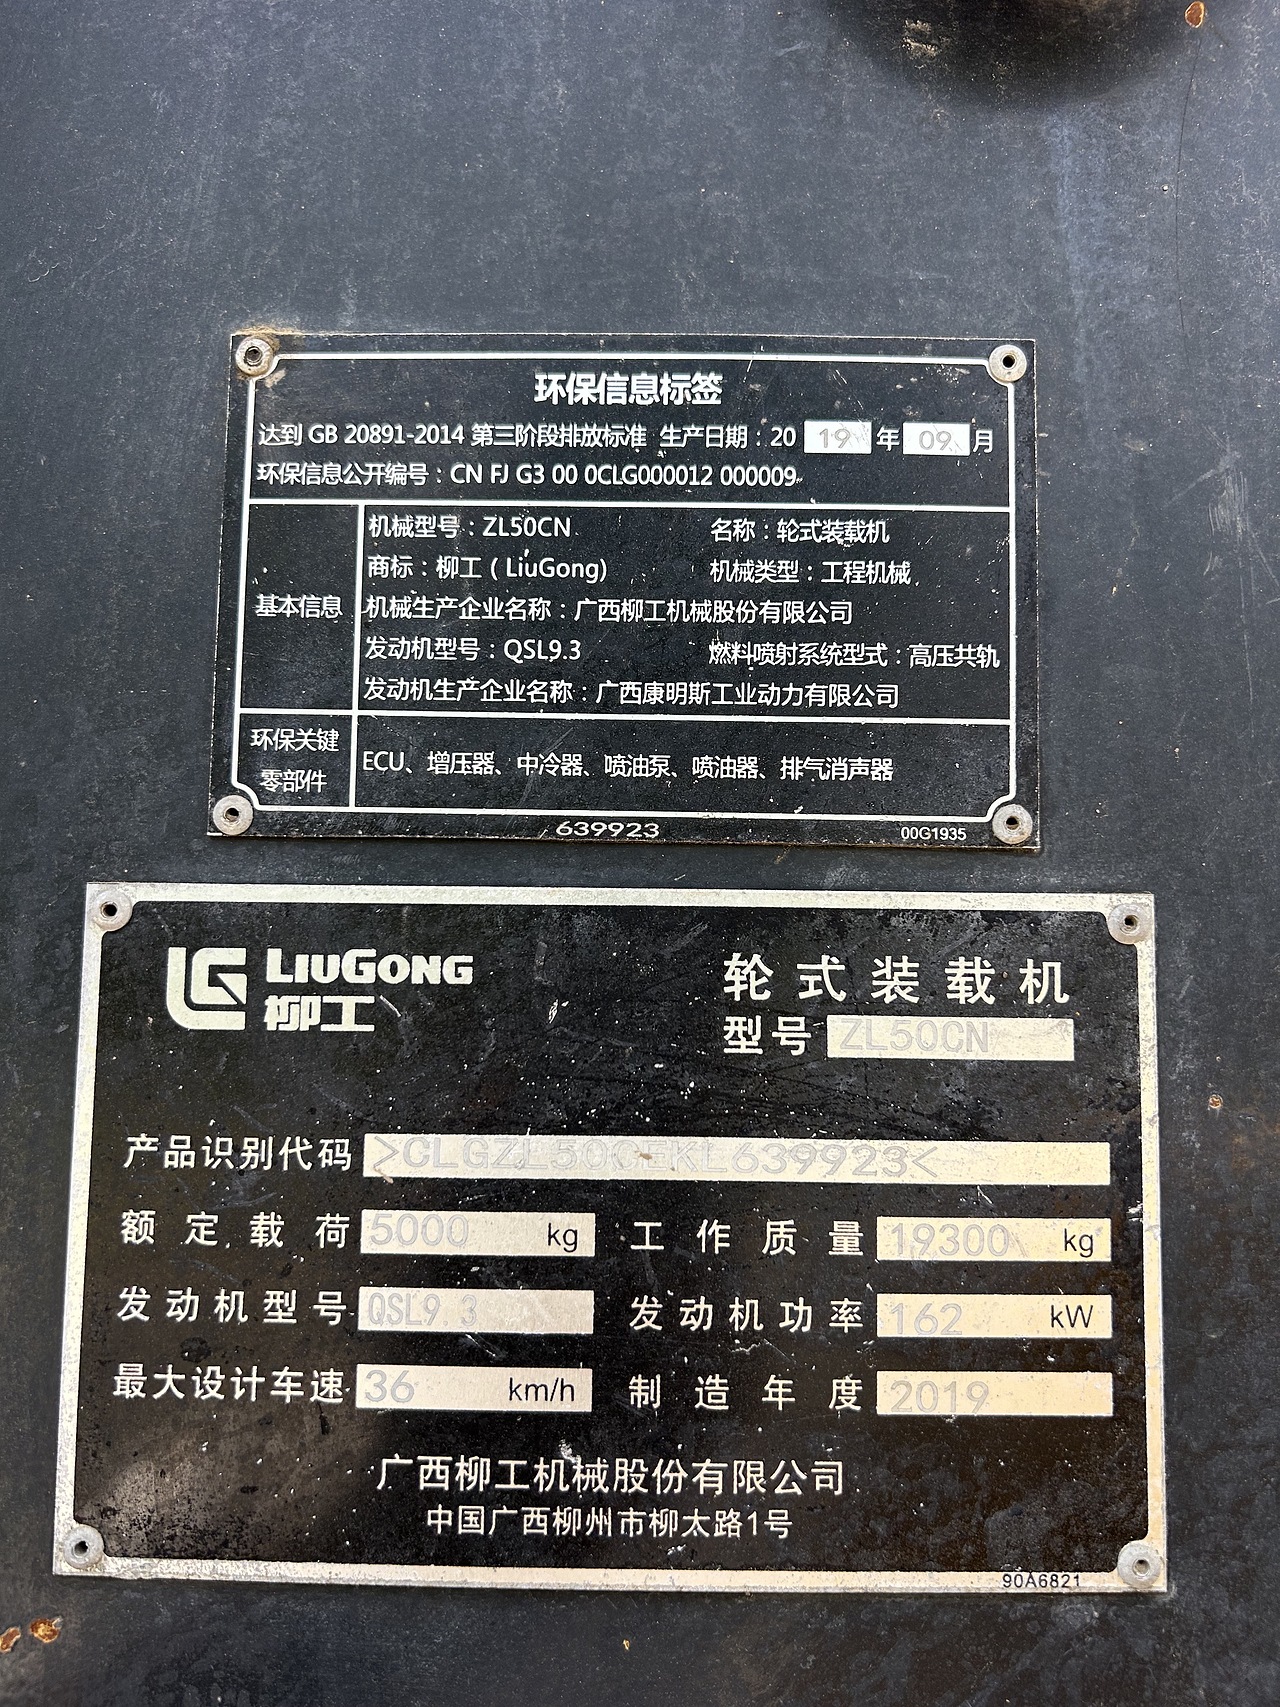 环保信息标签
达到 GB 20891-2014 第三阶段排放标准 生产日期：20 19 年 09 月
环保信息公开编号：CN FJ G3 00 0CLG000012 000009
基本信息
机械型号：ZL50CN 名称：轮式装载机
商标：柳工（LiuGong） 机械类型：工程机械
机械生产企业名称：广西柳工机械股份有限公司
发动机型号：QSL9.3 燃料喷射系统型式：高压共轨
发动机生产企业名称：广西康明斯工业动力有限公司
环保关键
零部件
ECU、增压器、中冷器、喷油泵、喷油器、排气消声器
639923 00G1935
LG LIUGONG
柳工
轮式装载机
型号 ZL50CN
产品识别代码 >CLGZL50CEKL639923<
额定载荷 5000 kg 工作质量 19300 kg
发动机型号 QSL9.3 发动机功率 162 kW
最大设计车速 36 km/h 制造年度 2019
广西柳工机械股份有限公司
中国广西柳州市柳太路1号
90A6821